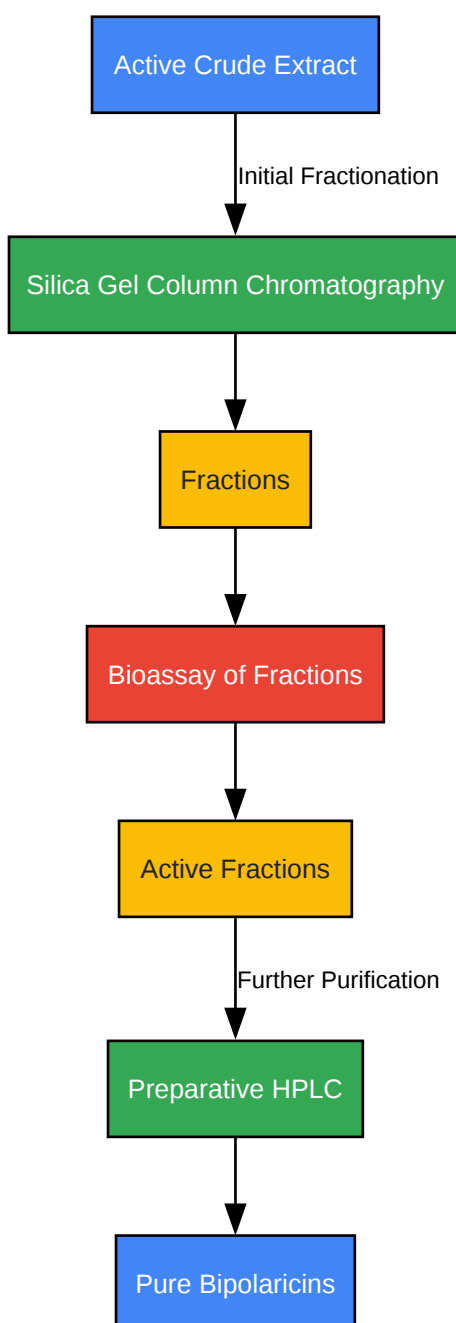 Active Crude Extract
Initial Fractionation
Silica Gel Column Chromatography
Fractions
Bioassay of Fractions
Active Fractions
Further Purification
Preparative HPLC
Pure Bipolaricins